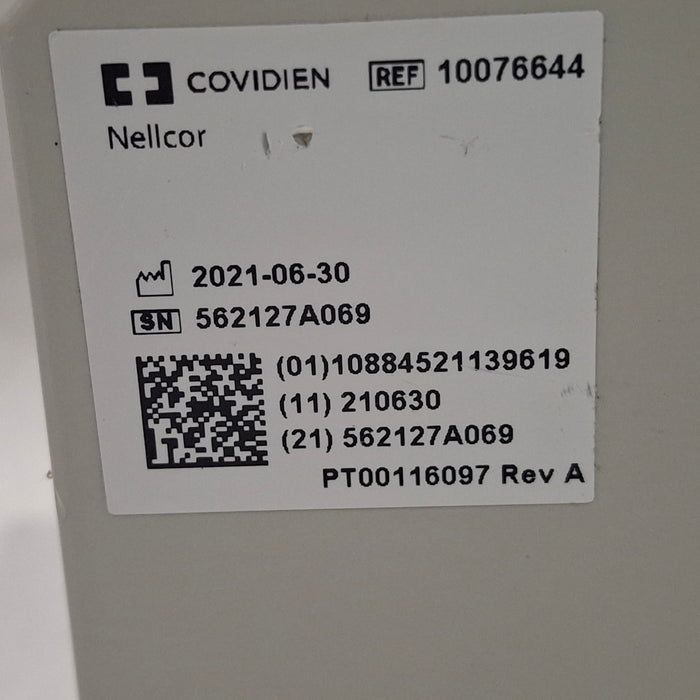 COVIDIEN REF 10076644
Nellcor
2021-06-30
SN 562127A069
(01)10884521139619
(11) 210630
(21) 562127A069
PT00116097 Rev A